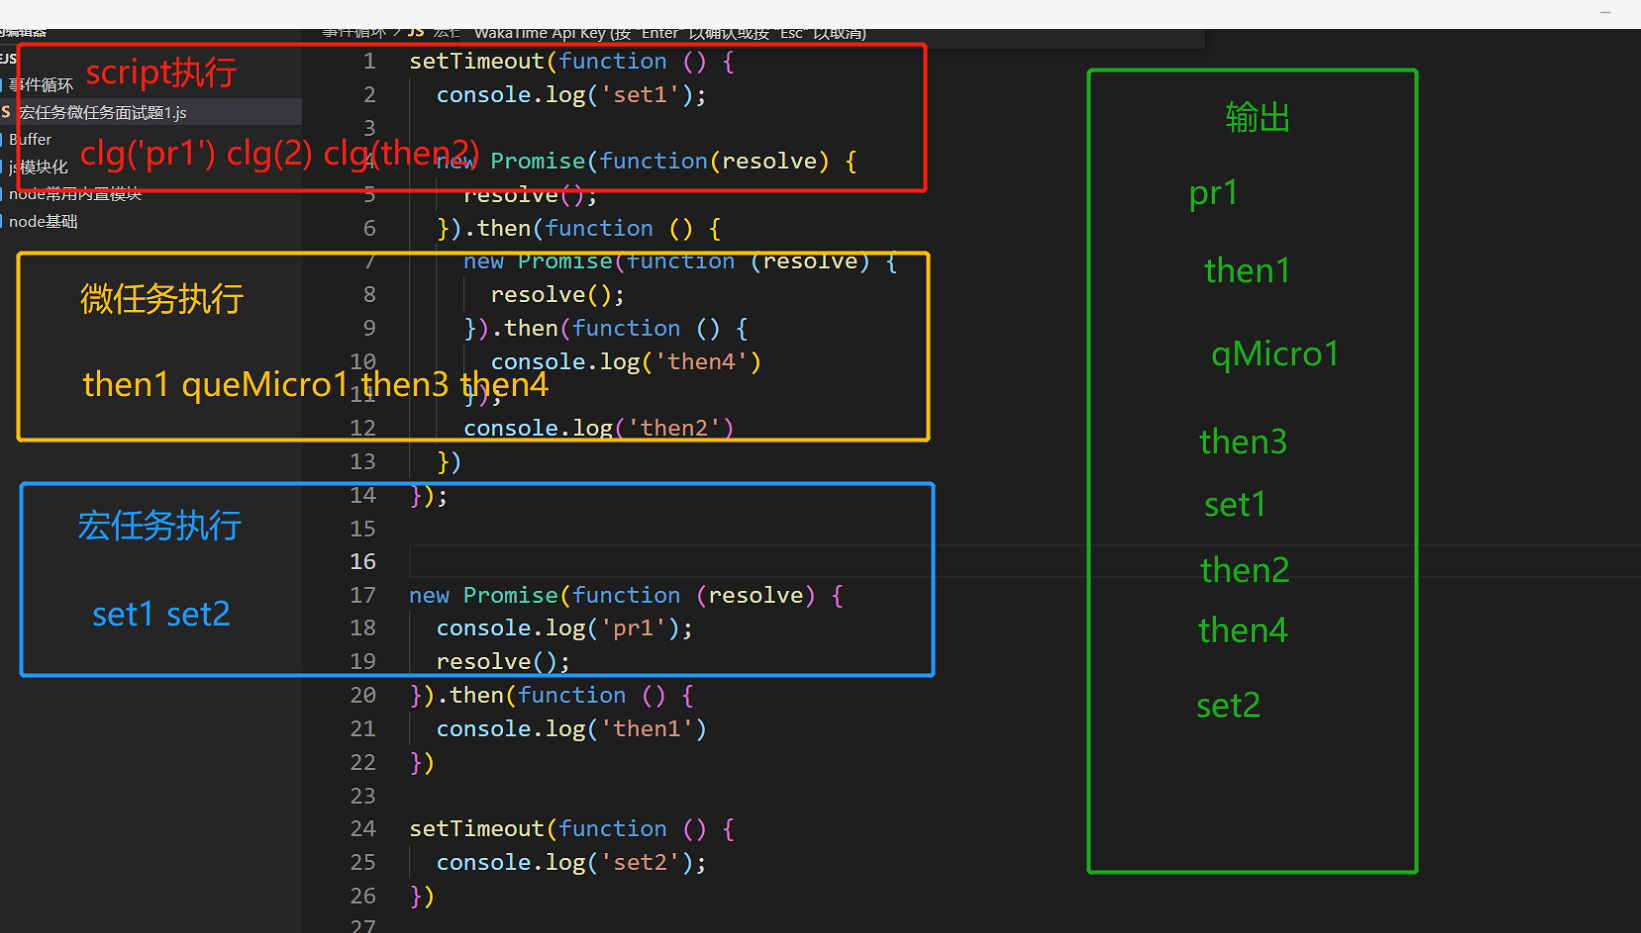 事件循环 > JS 宏任
WakaTime Api Key (按 "Enter" 以确认或按 "Esc" 以取消)
EJS
事件循环
S 宏任务微任务面试题1.js
Buffer
js模块化
node常用内置模块
node基础
script执行
clg('pr1') clg(2) clg(then2)
微任务执行
then1 queMicro1 then3 then4
宏任务执行
set1 set2
1 setTimeout(function () {
2 console.log('set1');
3
4 new Promise(function(resolve) {
5 resolve();
6 }).then(function () {
7 new Promise(function (resolve) {
8 resolve();
9 }).then(function () {
10 console.log('then4')
11 });
12 console.log('then2')
13 })
14 });
15
16
17 new Promise(function (resolve) {
18 console.log('pr1');
19 resolve();
20 }).then(function () {
21 console.log('then1')
22 })
23
24 setTimeout(function () {
25 console.log('set2');
26 })
27
输出
pr1
then1
qMicro1
then3
set1
then2
then4
set2